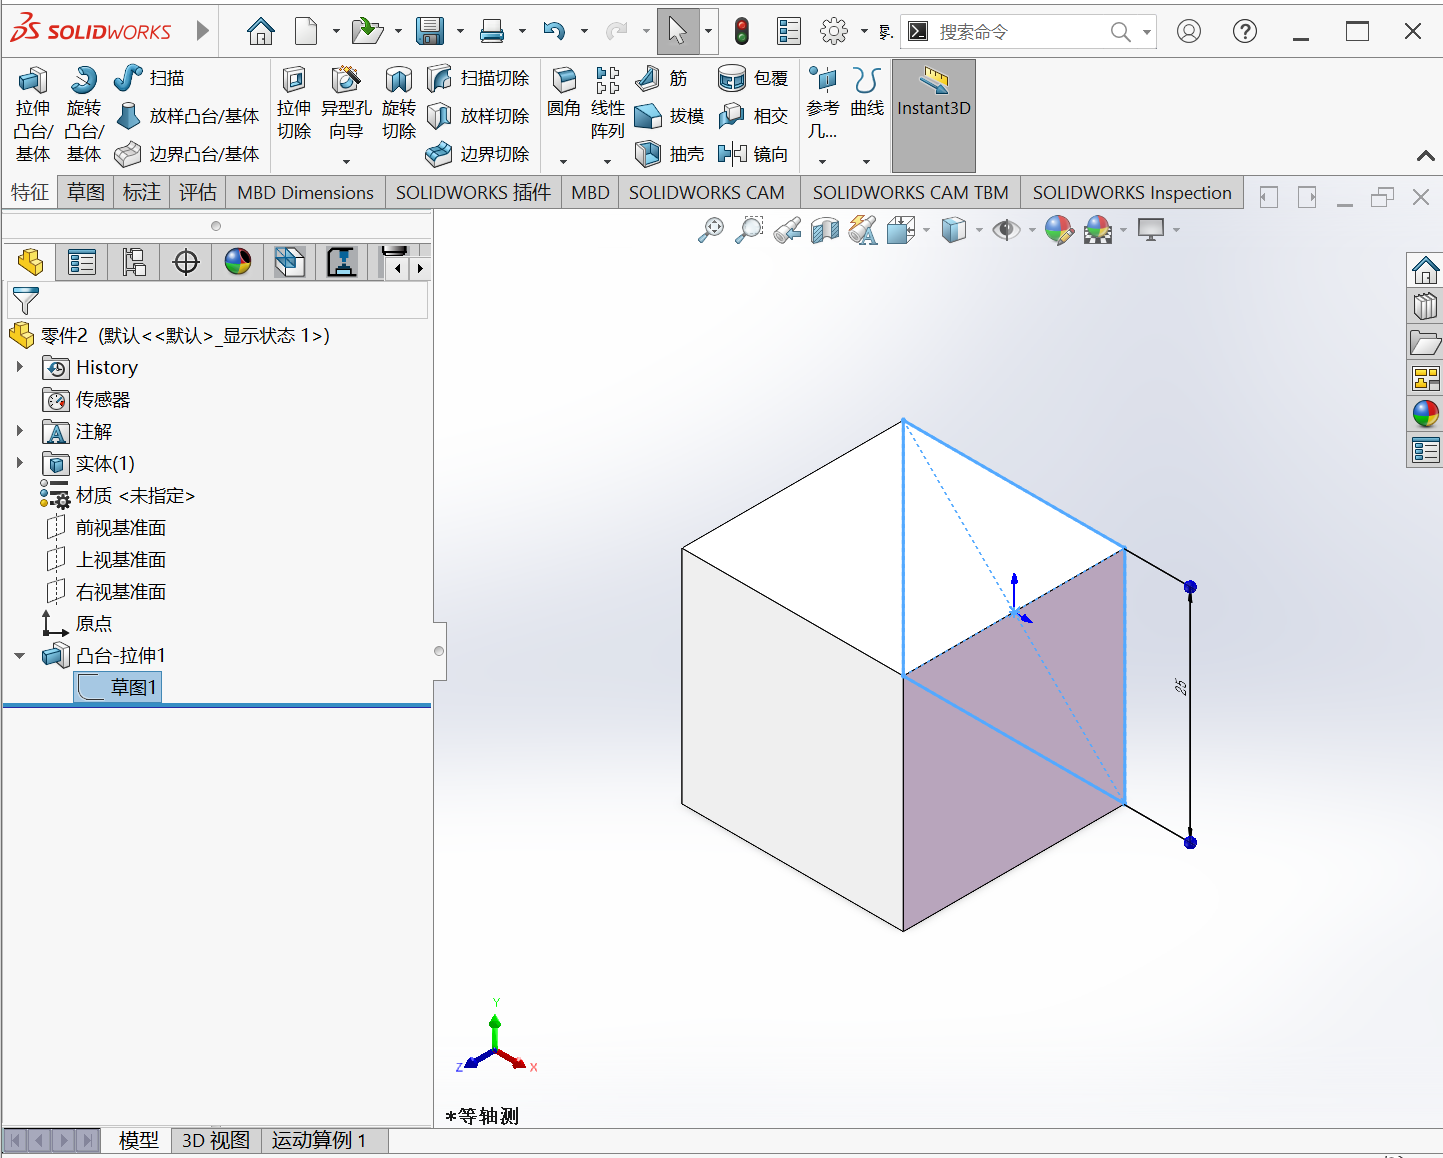 SOLIDWORKS
搜索命令
拉伸凸台/基体
旋转凸台/基体
扫描
放样凸台/基体
边界凸台/基体
拉伸切除
异型孔向导
旋转切除
扫描切除
放样切除
边界切除
圆角
线性阵列
筋
拔模
抽壳
包覆
相交
镜向
参考几...
曲线
Instant3D
特征
草图
标注
评估
MBD Dimensions
SOLIDWORKS 插件
MBD
SOLIDWORKS CAM
SOLIDWORKS CAM TBM
SOLIDWORKS Inspection
零件2 (默认<<默认>_显示状态 1>)
History
传感器
注解
实体(1)
材质 <未指定>
前视基准面
上视基准面
右视基准面
原点
凸台-拉伸1
草图1
25
Y
Z
X
*等轴测
模型
3D 视图
运动算例 1